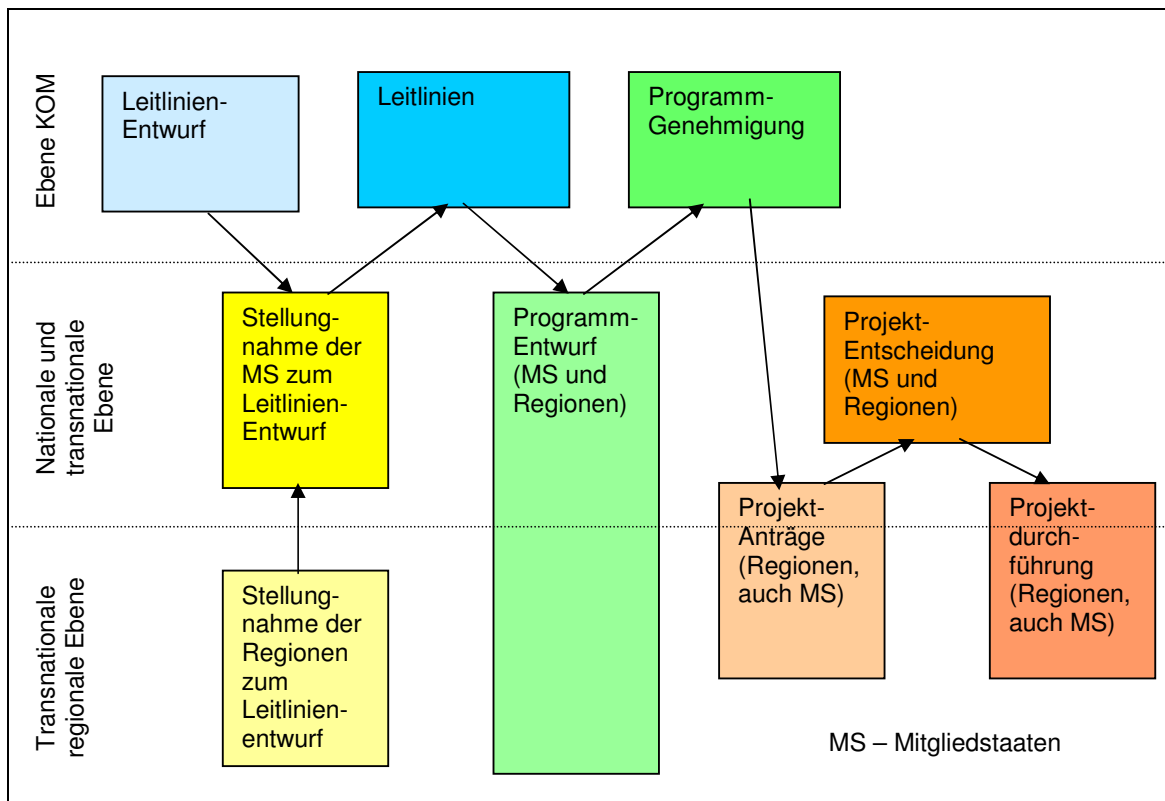 Ebene KOM
Leitlinien-
Entwurf
Leitlinien
Programm-
Genehmigung
Nationale und
transnationale
Ebene
Stellung-
nahme der
MS zum
Leitlinien-
Entwurf
Programm-
Entwurf
(MS und
Regionen)
Projekt-
Entscheidung
(MS und
Regionen)
Projekt-
Anträge
(Regionen,
auch MS)
Projekt-
durch-
führung
(Regionen,
auch MS)
Transnationale
regionale Ebene
Stellung-
nahme der
Regionen
zum
Leitlinien-
entwurf
MS – Mitgliedstaaten